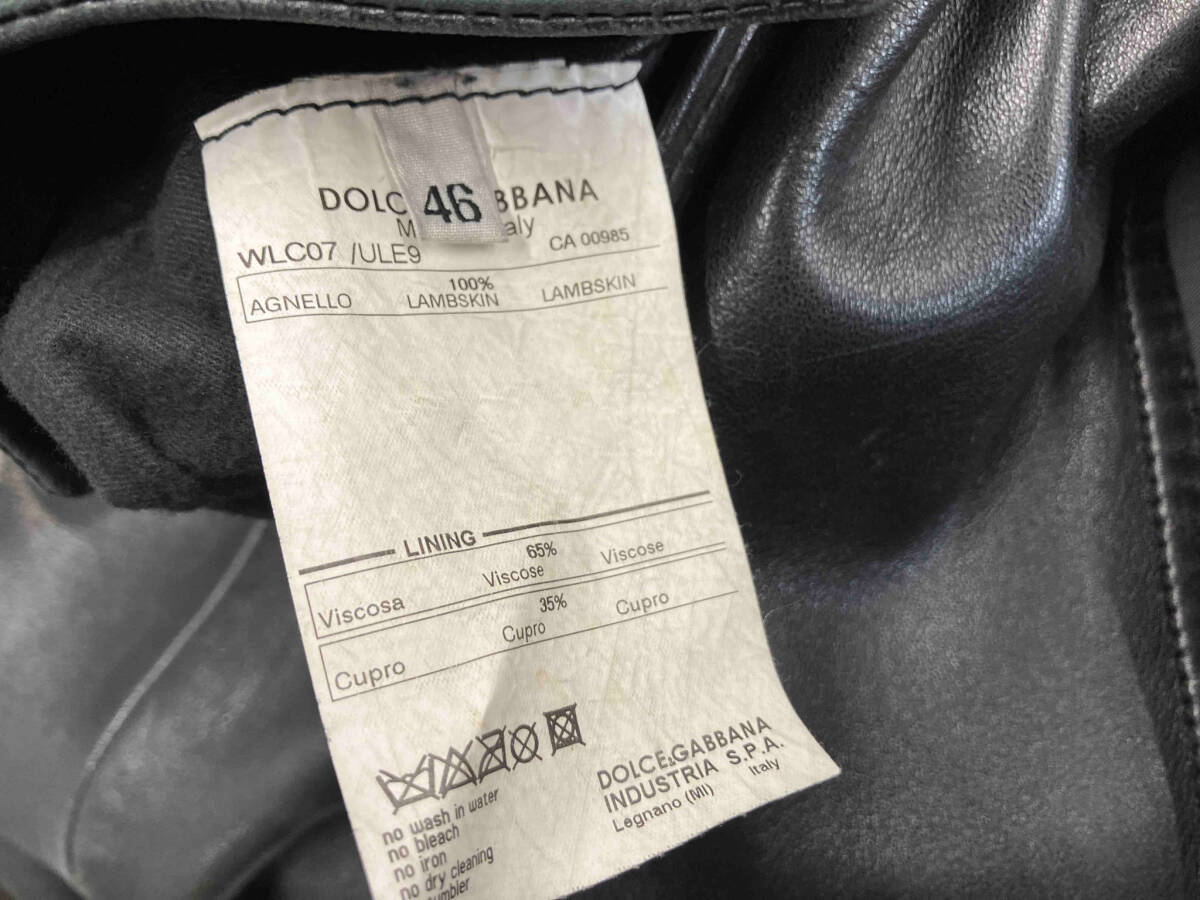 DOLC 46 BBANA
M aly
WLC07 /ULE9 CA 00985
100%
AGNELLO LAMBSKIN LAMBSKIN
LINING
65%
Viscosa Viscose Viscose
35%
Cupro Cupro Cupro
no wash in water
no bleach
no iron
no dry cleaning
umbler
DOLCE&GABBANA
INDUSTRIA S.P.A.
Legnano (MI) Italy